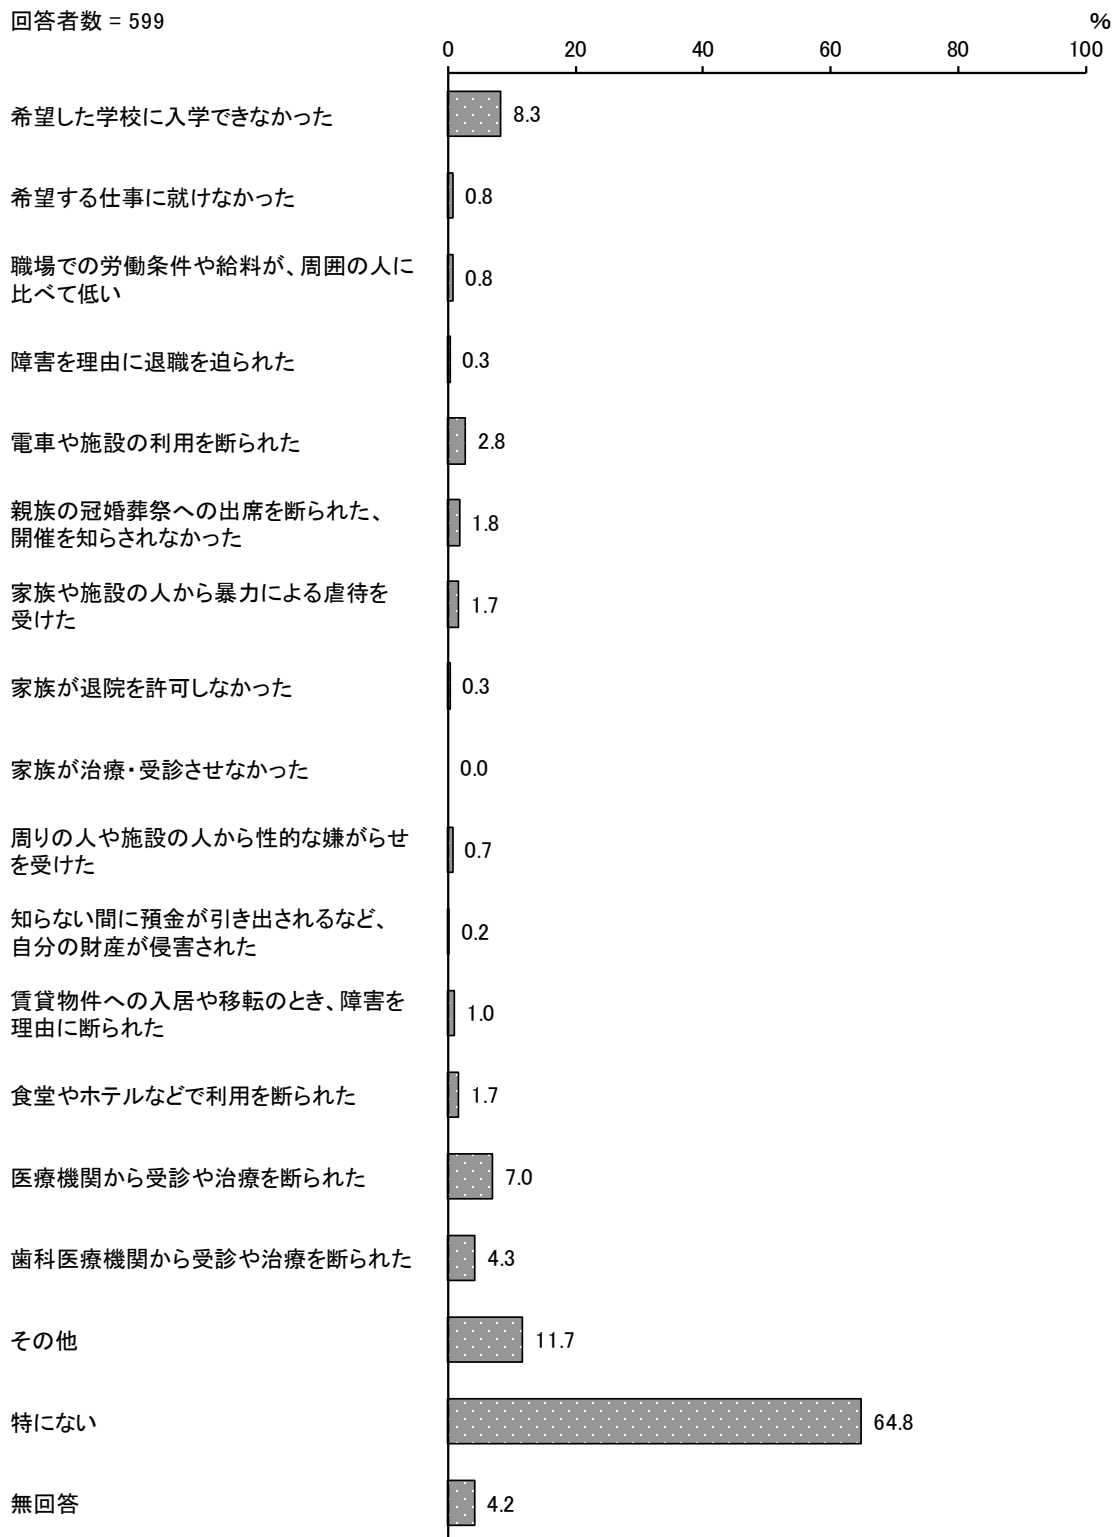 回答者数 = 599
%
0 20 40 60 80 100
希望した学校に入学できなかった 8.3
希望する仕事に就けなかった 0.8
職場での労働条件や給料が、周囲の人に
比べて低い 0.8
障害を理由に退職を迫られた 0.3
電車や施設の利用を断られた 2.8
親族の冠婚葬祭への出席を断られた、
開催を知らされなかった 1.8
家族や施設の人から暴力による虐待を
受けた 1.7
家族が退院を許可しなかった 0.3
家族が治療・受診させなかった 0.0
周りの人や施設の人から性的な嫌がらせ
を受けた 0.7
知らない間に預金が引き出されるなど、
自分の財産が侵害された 0.2
賃貸物件への入居や移転のとき、障害を
理由に断られた 1.0
食堂やホテルなどで利用を断られた 1.7
医療機関から受診や治療を断られた 7.0
歯科医療機関から受診や治療を断られた 4.3
その他 11.7
特にない 64.8
無回答 4.2